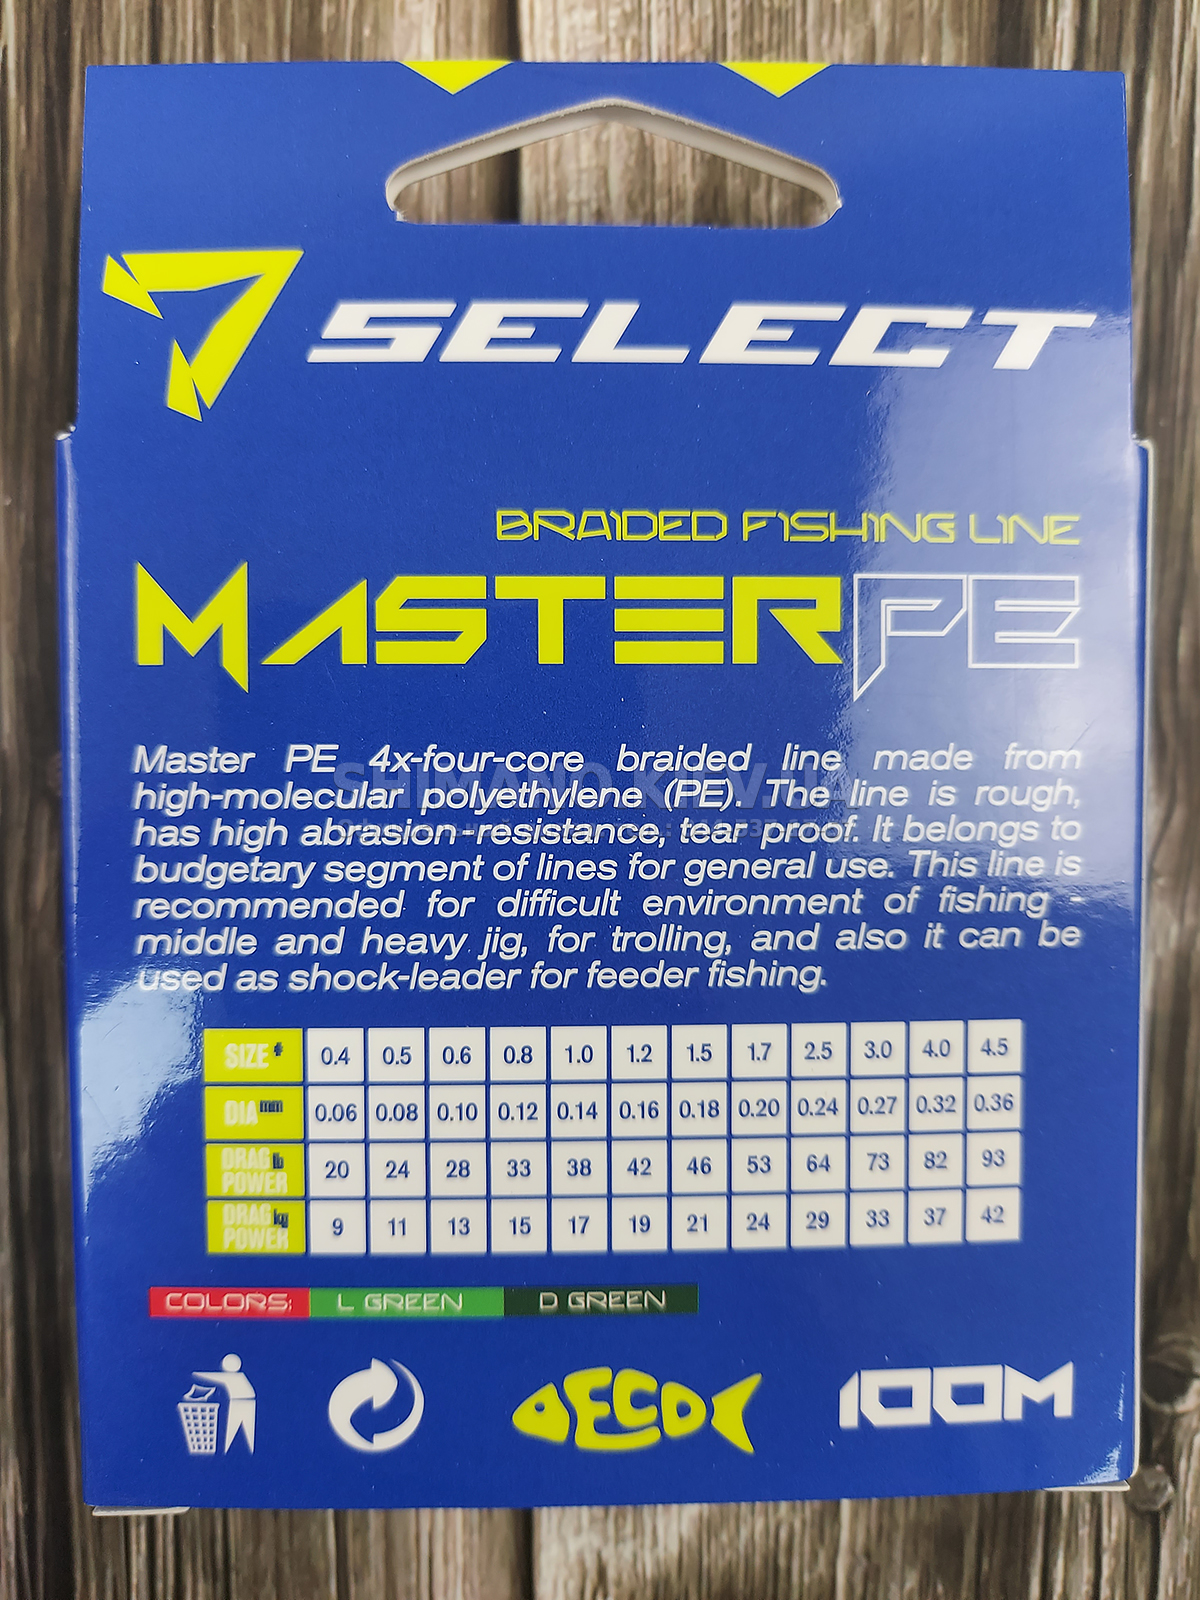 SELECT
BRAIDED FISHING LINE
MASTER PE
Master PE 4x-four-core braided line made from
high-molecular polyethylene (PE). The line is rough,
has high abrasion-resistance, tear proof. It belongs to
budgetary segment of lines for general use. This line is
recommended for difficult environment of fishing -
middle and heavy jig, for trolling, and also it can be
used as shock-leader for feeder fishing.
SIZE # 0.4 0.5 0.6 0.8 1.0 1.2 1.5 1.7 2.5 3.0 4.0 4.5
DIA mm 0.06 0.08 0.10 0.12 0.14 0.16 0.18 0.20 0.24 0.27 0.32 0.36
DRAG lb POWER 20 24 28 33 38 42 46 53 64 73 82 93
DRAG kg POWER 9 11 13 15 17 19 21 24 29 33 37 42
COLORS: L GREEN D GREEN
ECO 100M
SHIMANO.KIEV.UA